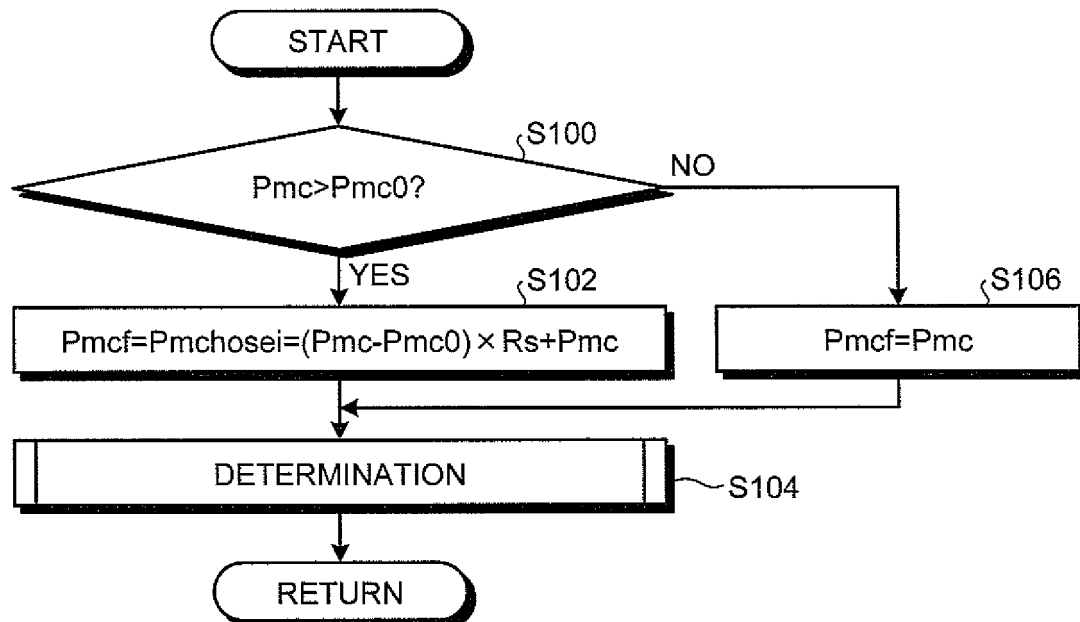 START
S100
Pmc>Pmc0?
NO
YES
S102
Pmcf=Pmchosei=(Pmc-Pmc0)×Rs+Pmc
S106
Pmcf=Pmc
DETERMINATION
S104
RETURN